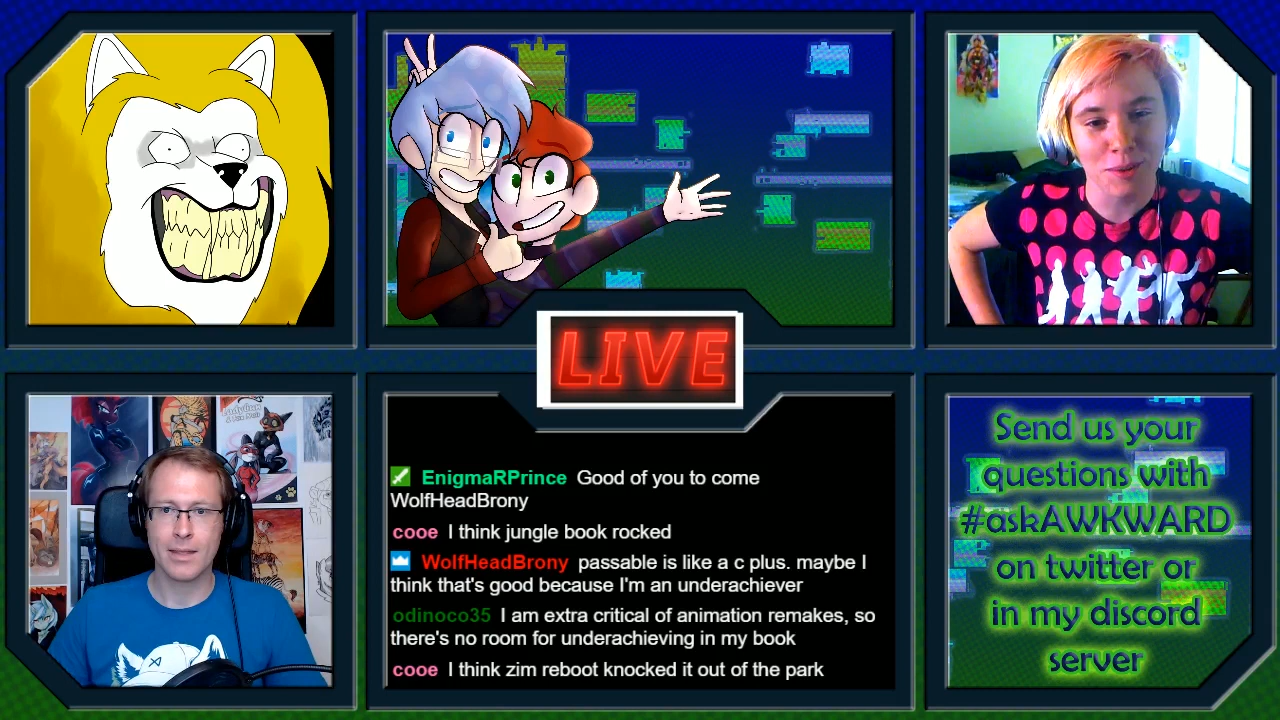 LIVE
EnigmaRPrince Good of you to come
WolfHeadBrony
cooe I think jungle book rocked
WolfHeadBrony passable is like a c plus. maybe I
think that's good because I'm an underachiever
odinoco35 I am extra critical of animation remakes, so
there's no room for underachieving in my book
cooe I think zim reboot knocked it out of the park
Send us your
questions with
#askAWKWARD
on twitter or
in my discord
server